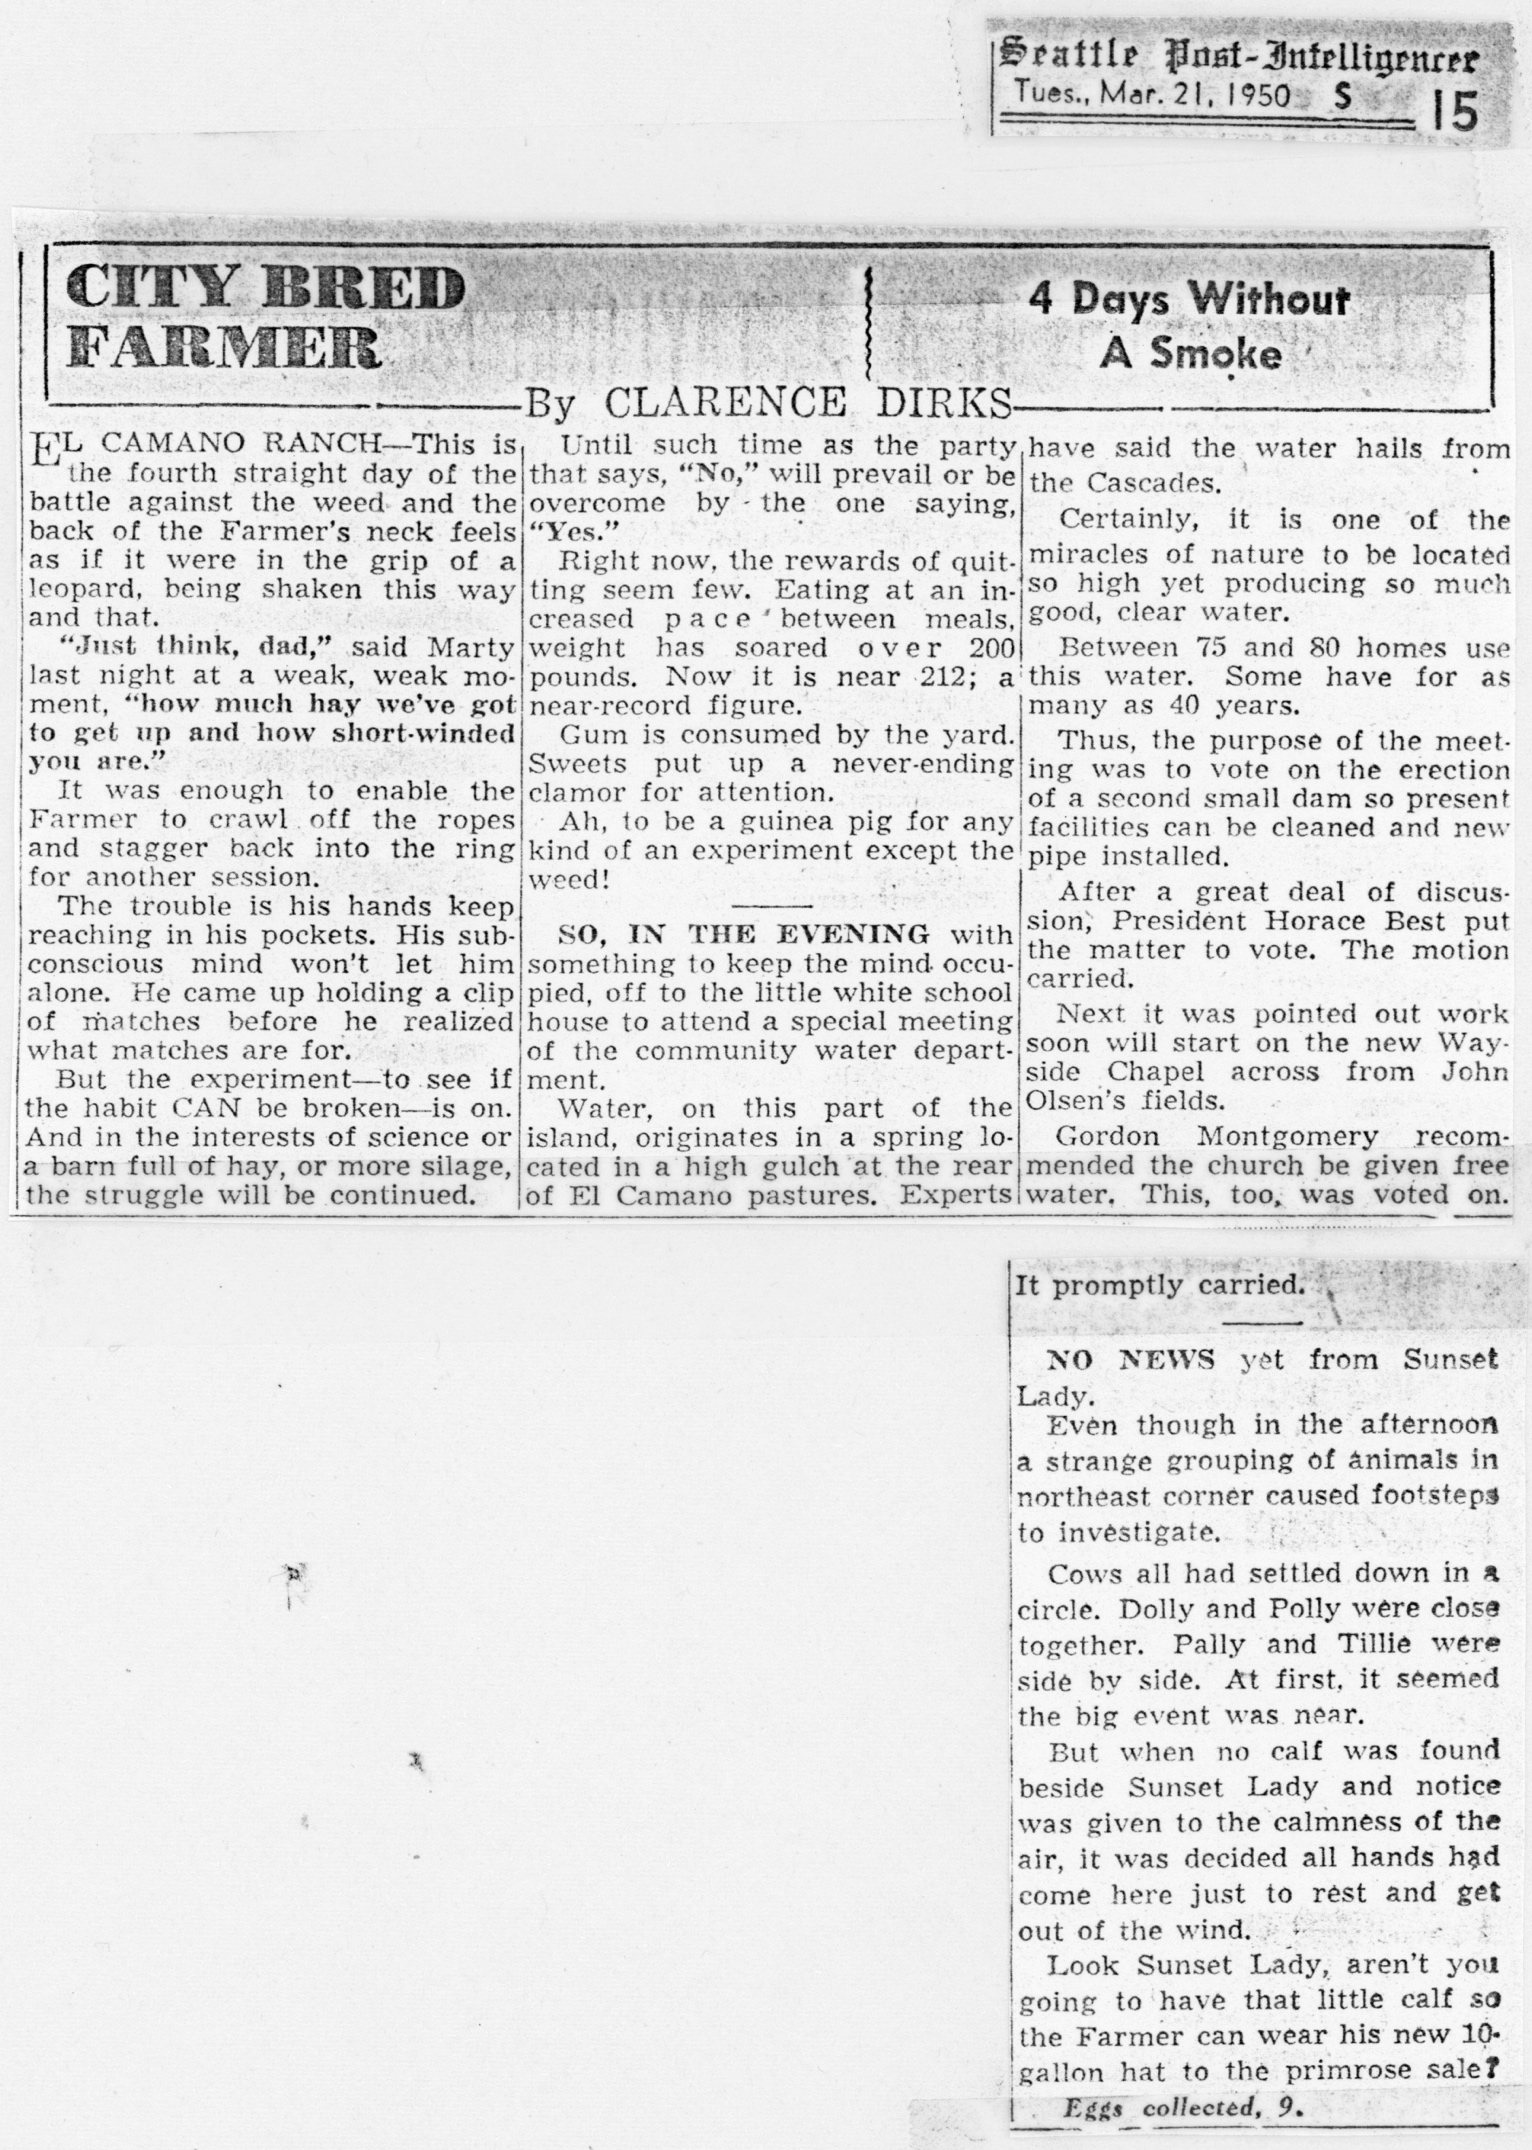 Seattle Post-Intelligencer
Tues., Mar. 21, 1950 S 15
CITY BRED
FARMER
4 Days Without
A Smoke
By CLARENCE DIRKS
EL CAMANO RANCH—This is
the fourth straight day of the
battle against the weed and the
back of the Farmer's neck feels
as if it were in the grip of a
leopard, being shaken this way
and that.
"Just think, dad," said Marty
last night at a weak, weak mo-
ment, "how much hay we've got
to get up and how short-winded
you are."
It was enough to enable the
Farmer to crawl off the ropes
and stagger back into the ring
for another session.
The trouble is his hands keep
reaching in his pockets. His sub-
conscious mind won't let him
alone. He came up holding a clip
of matches before he realized
what matches are for.
But the experiment—to see if
the habit CAN be broken—is on.
And in the interests of science or
a barn full of hay, or more silage,
the struggle will be continued.
Until such time as the party
that says, "No," will prevail or be
overcome by the one saying,
"Yes."
Right now, the rewards of quit-
ting seem few. Eating at an in-
creased pace between meals,
weight has soared over 200
pounds. Now it is near 212; a
near-record figure.
Gum is consumed by the yard.
Sweets put up a never-ending
clamor for attention.
Ah, to be a guinea pig for any
kind of an experiment except the
weed!
SO, IN THE EVENING with
something to keep the mind occu-
pied, off to the little white school
house to attend a special meeting
of the community water depart-
ment.
Water, on this part of the
island, originates in a spring lo-
cated in a high gulch at the rear
of El Camano pastures. Experts
have said the water hails from
the Cascades.
Certainly, it is one of the
miracles of nature to be located
so high yet producing so much
good, clear water.
Between 75 and 80 homes use
this water. Some have for as
many as 40 years.
Thus, the purpose of the meet-
ing was to vote on the erection
of a second small dam so present
facilities can be cleaned and new
pipe installed.
After a great deal of discus-
sion, President Horace Best put
the matter to vote. The motion
carried.
Next it was pointed out work
soon will start on the new Way-
side Chapel across from John
Olsen's fields.
Gordon Montgomery recom-
mended the church be given free
water. This, too, was voted on.
It promptly carried.
NO NEWS yet from Sunset
Lady.
Even though in the afternoon
a strange grouping of animals in
northeast corner caused footsteps
to investigate.
Cows all had settled down in a
circle. Dolly and Polly were close
together. Pally and Tillie were
side by side. At first, it seemed
the big event was near.
But when no calf was found
beside Sunset Lady and notice
was given to the calmness of the
air, it was decided all hands had
come here just to rest and get
out of the wind.
Look Sunset Lady, aren't you
going to have that little calf so
the Farmer can wear his new 10-
gallon hat to the primrose sale?
Eggs collected, 9.